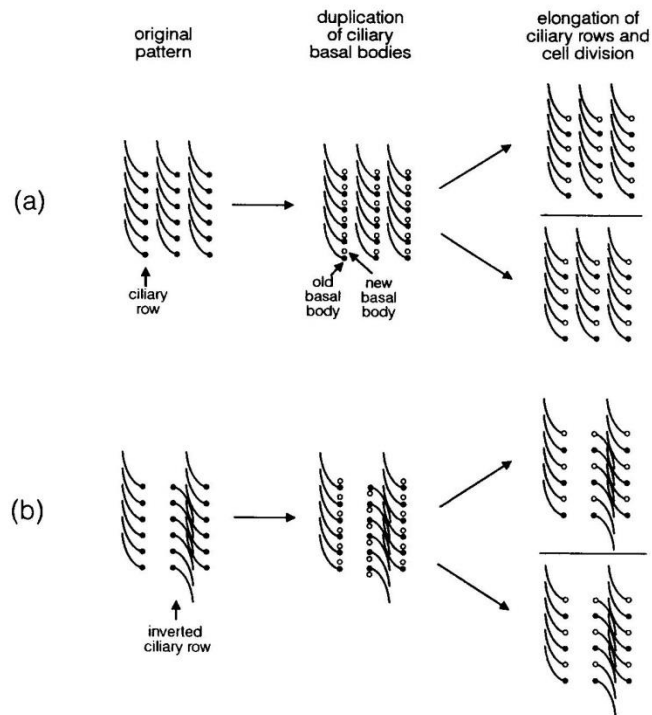 original
pattern
duplication
of ciliary
basal bodies
elongation of
ciliary rows and
cell division
(a)
ciliary
row
old
basal
body
new
basal
body
(b)
inverted
ciliary row